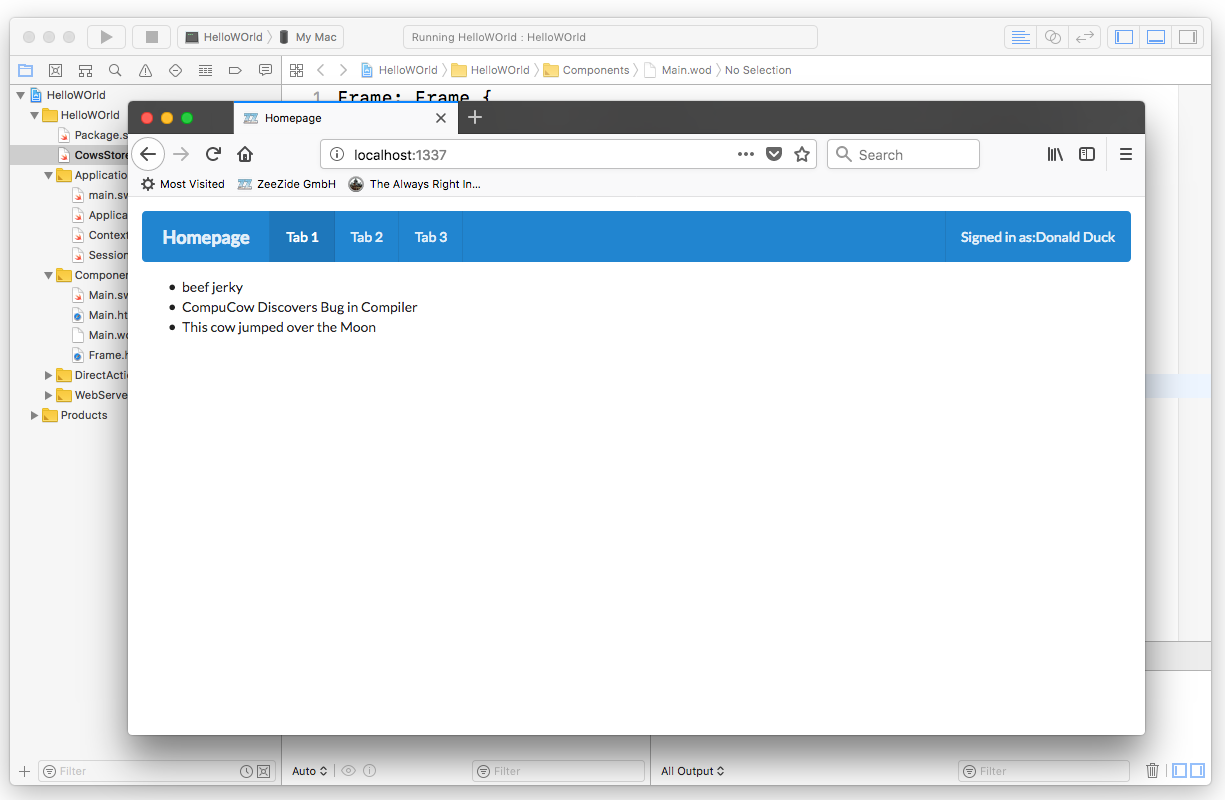 HelloWOrld 〉 My Mac
Running HelloWOrld : HelloWOrld
HelloWOrld 〉 HelloWOrld 〉 Components 〉 Main.wod 〉 No Selection
HelloWOrld
HelloWOrld
Package.s
CowsStore
Applicatio
main.sw
Applica
Context
Session
Componen
Main.sw
Main.ht
Main.wo
Frame.h
DirectActi
WebServe
Products
1 Frame: Frame {
Homepage
localhost:1337
Search
Most Visited
ZeeZide GmbH
The Always Right In...
Homepage
Tab 1
Tab 2
Tab 3
Signed in as:Donald Duck
• beef jerky
• CompuCow Discovers Bug in Compiler
• This cow jumped over the Moon
Filter
Auto
Filter
All Output
Filter